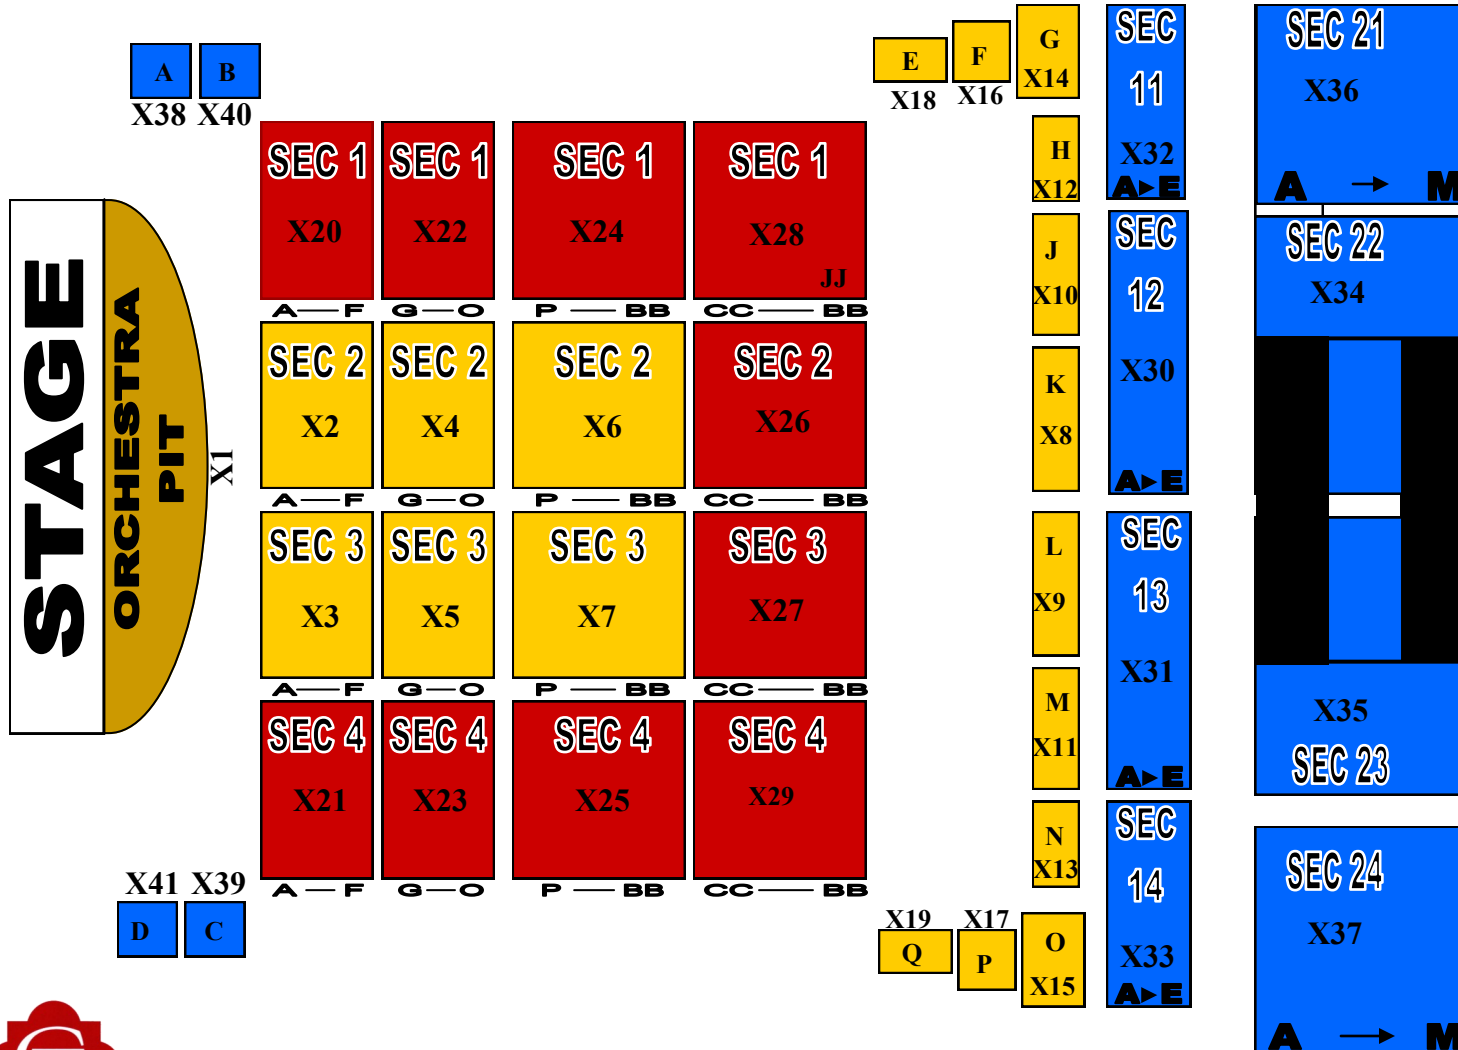 STAGE
ORCHESTRA
PIT
X1
A
B
X38 X40
SEC 1
X20
A — F
SEC 1
X22
G — O
SEC 1
X24
P — BB
SEC 1
X28
JJ
CC — BB
SEC 2
X2
A — F
SEC 2
X4
G — O
SEC 2
X6
P — BB
SEC 2
X26
CC — BB
SEC 3
X3
A — F
SEC 3
X5
G — O
SEC 3
X7
P — BB
SEC 3
X27
CC — BB
SEC 4
X21
A — F
SEC 4
X23
G — O
SEC 4
X25
P — BB
SEC 4
X29
CC — BB
X41 X39
D
C
E
X18
F
X16
G
X14
H
X12
J
X10
K
X8
L
X9
M
X11
N
X13
O
X15
X17
P
X19
Q
SEC
11
X32
A►E
SEC
12
X30
A►E
SEC
13
X31
A►E
SEC
14
X33
A►E
SEC 21
X36
A → M
SEC 22
X34
X35
SEC 23
SEC 24
X37
A → M